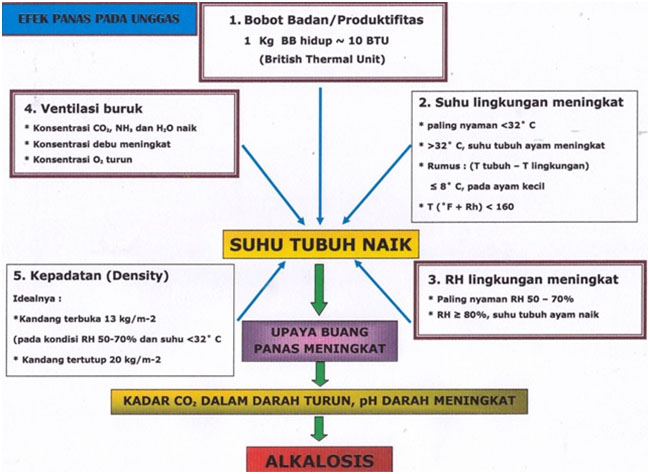 EFEK PANAS PADA UNGGAS
1. Bobot Badan/Produktifitas
1 Kg BB hidup ~ 10 BTU
(British Thermal Unit)
4. Ventilasi buruk
* Konsentrasi CO₂, NH₃ dan H₂O naik
* Konsentrasi debu meningkat
* Konsentrasi O₂ turun
2. Suhu lingkungan meningkat
* paling nyaman <32° C
* >32° C, suhu tubuh ayam meningkat
* Rumus : (T tubuh – T lingkungan)
≤ 8° C, pada ayam kecil
* T (°F + Rh) < 160
SUHU TUBUH NAIK
5. Kepadatan (Density)
Idealnya :
*Kandang terbuka 13 kg/m-2
(pada kondisi RH 50-70% dan suhu <32° C
* Kandang tertutup 20 kg/m-2
3. RH lingkungan meningkat
* Paling nyaman RH 50 – 70%
* RH ≥ 80%, suhu tubuh ayam naik
UPAYA BUANG
PANAS MENINGKAT
KADAR CO₂ DALAM DARAH TURUN, pH DARAH MENINGKAT
ALKALOSIS